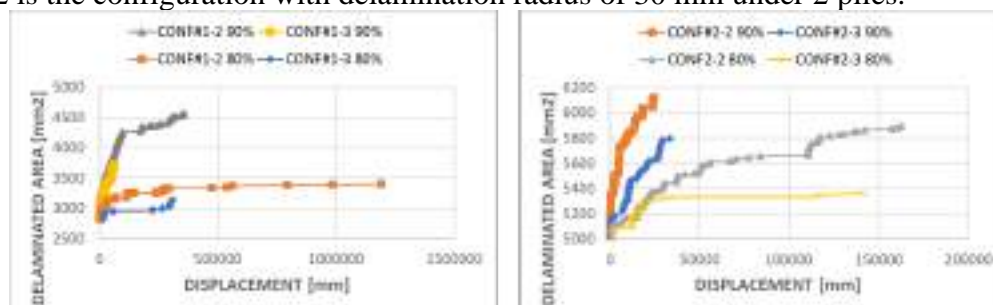 2 is the configuration with delamination radius of 30 mm under 2 plies.
CONF#1-2 90% CONF#1-3 90%
CONF#1-2 80% CONF#1-3 80%
DELAMINATED AREA [mm2]
5000
4500
4000
3500
3000
2500
0 500000 1000000 1500000
DISPLACEMENT [mm]
CONF#2-2 90% CONF#2-3 90%
CONF2-2 80% CONF#2-3 80%
DELAMINATED AREA [mm2]
6200
6000
5800
5600
5400
5200
5000
0 50000 100000 150000
DISPLACEMENT [mm]